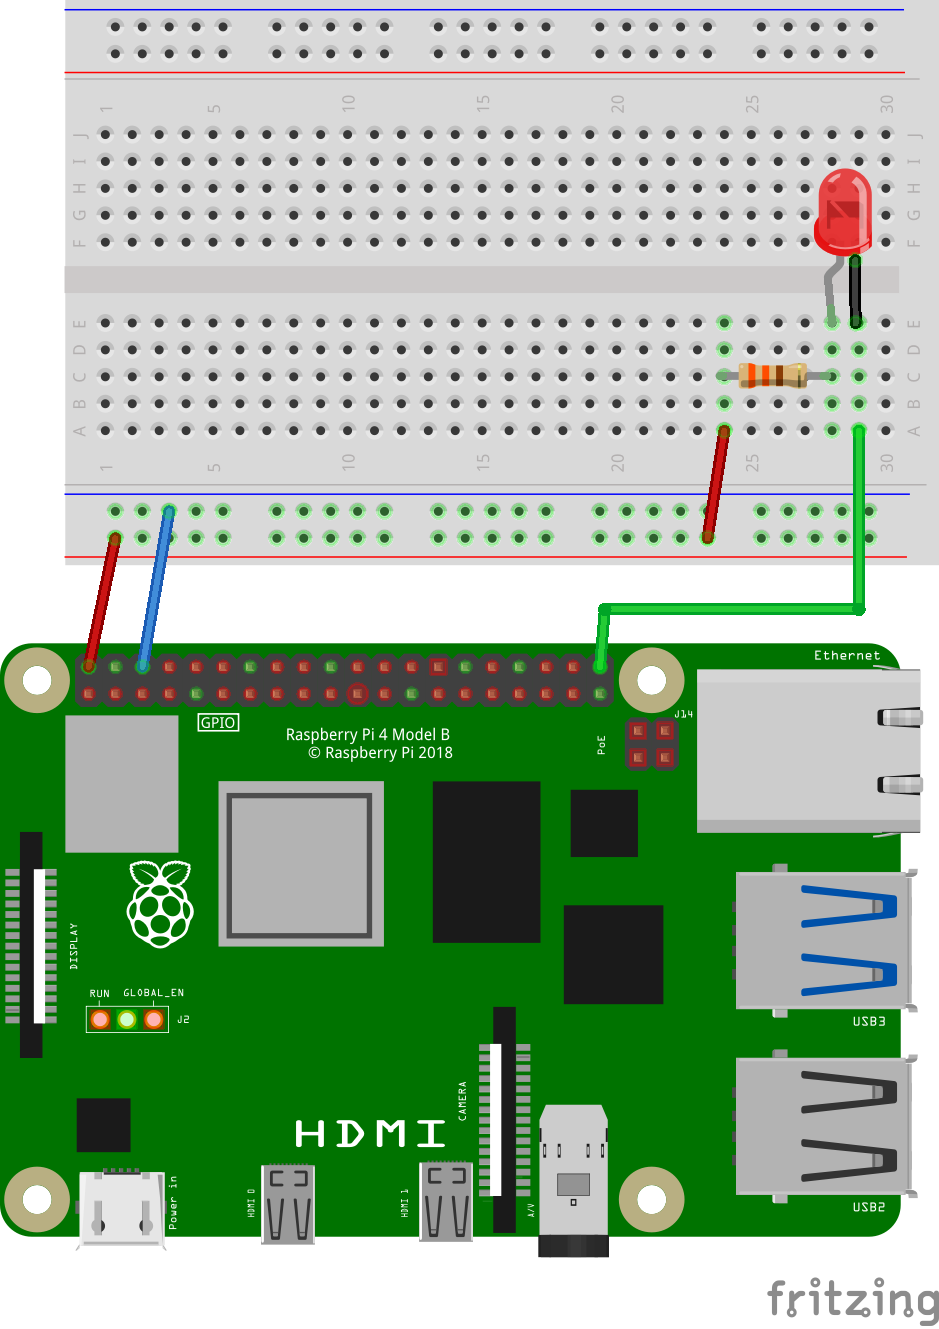 1 5 10 15 20 25 30
J J
I I
H H
G G
F F
E E
D D
C C
B B
A A
1 5 10 15 20 25 30
Ethernet
GPIO
J14
Raspberry Pi 4 Model B
© Raspberry Pi 2018
PoE
DISPLAY
RUN GLOBAL_EN
J2
USB3
CAMERA
HDMI
Power in
HDMI 0
HDMI 1
A/V
USB2
fritzing